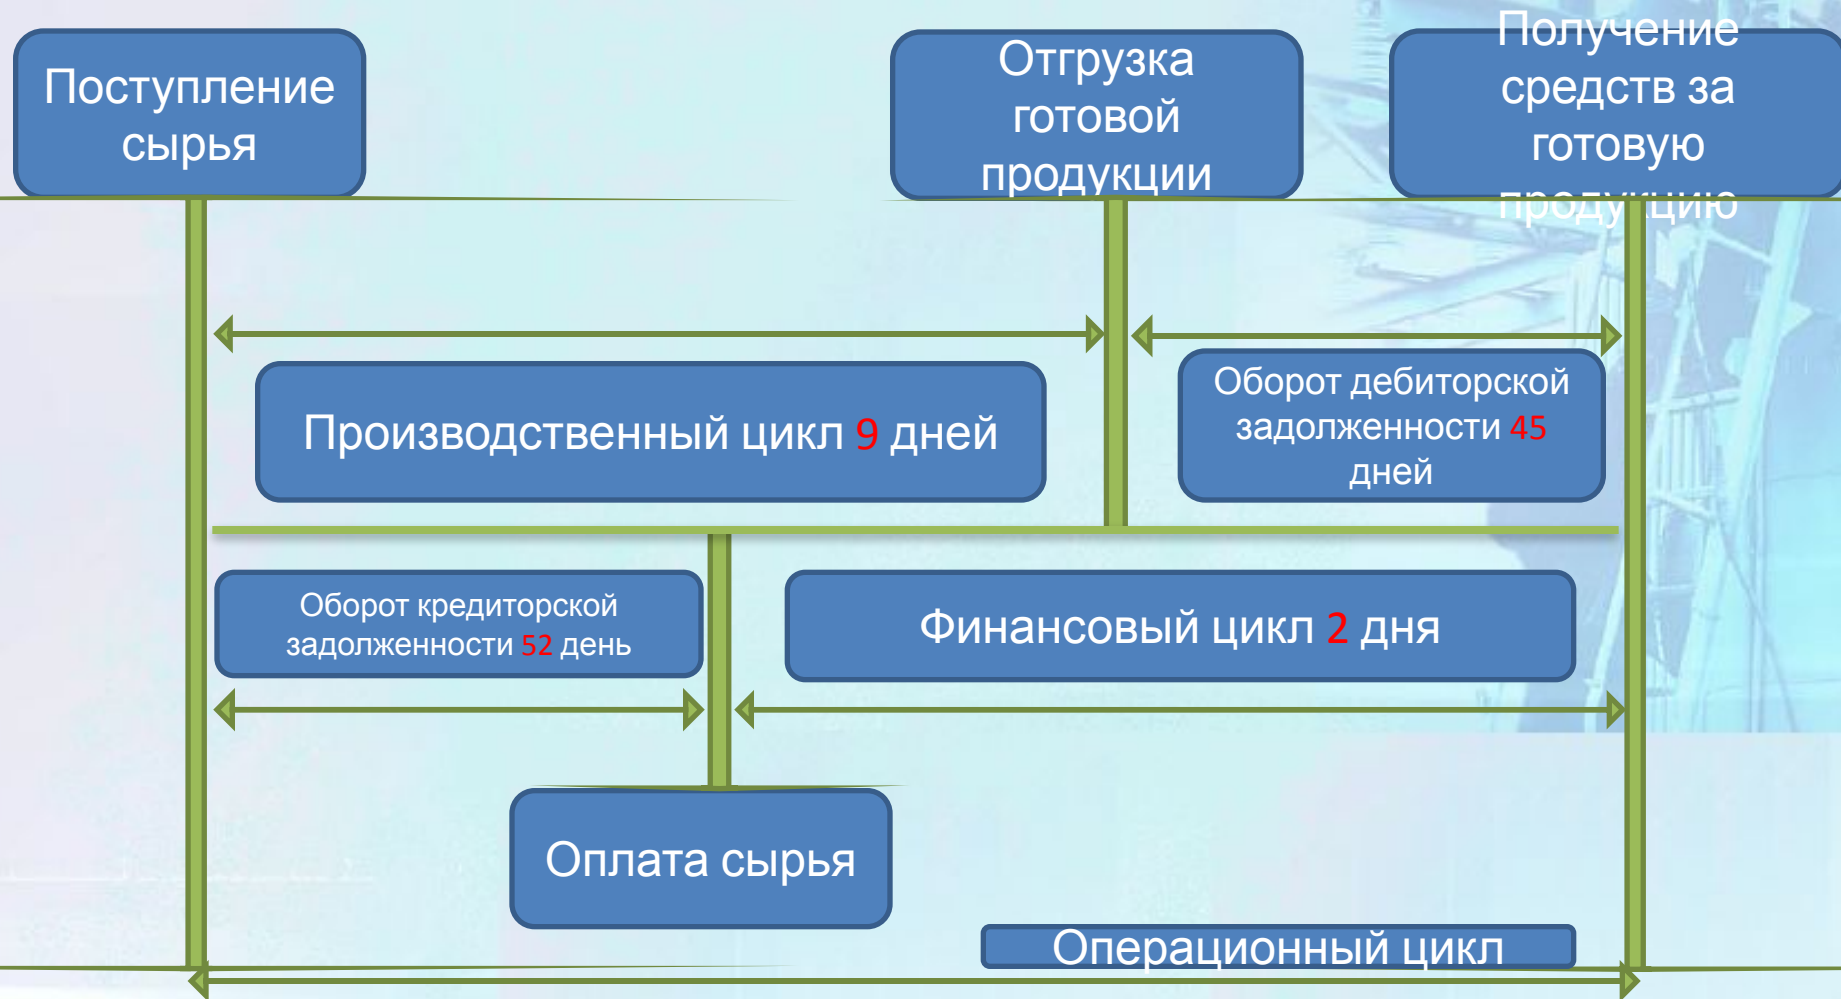 Поступление
сырья
Отгрузка
готовой
продукции
Получение
средств за
готовую
продукцию
Производственный цикл 9 дней
Оборот дебиторской
задолженности 45
дней
Оборот кредиторской
задолженности 52 день
Финансовый цикл 2 дня
Оплата сырья
Операционный цикл